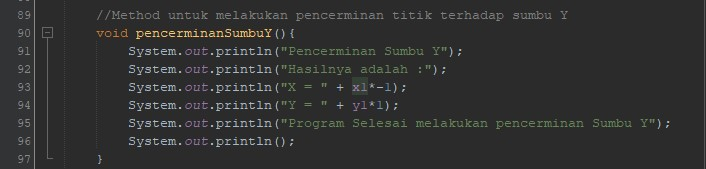 89 //Method untuk melakukan pencerminan titik terhadap sumbu Y
90 void pencerminanSumbuY(){
91 System.out.println("Pencerminan Sumbu Y");
92 System.out.println("Hasilnya adalah :");
93 System.out.println("X = " + x1*-1);
94 System.out.println("Y = " + y1*1);
95 System.out.println("Program Selesai melakukan pencerminan Sumbu Y");
96 System.out.println();
97 }